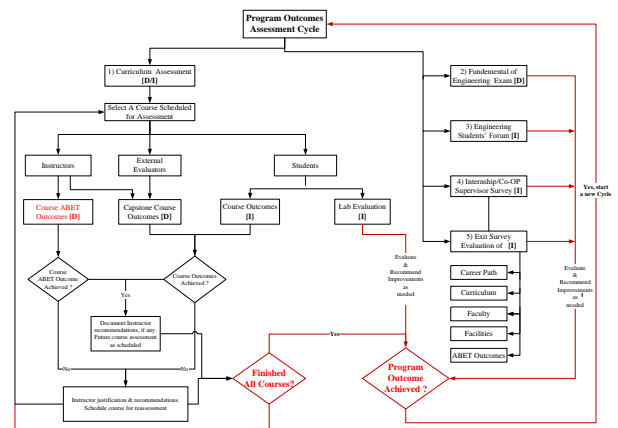 Program Outcomes
Assessment Cycle
1) Curriculum Assessment
[D/I]
Select A Course Scheduled
for Assessment
Instructors
External
Evaluators
Students
Course ABET
Outcomes [D]
Capstone Course
Outcomes [D]
Course Outcomes
[I]
Lab Evaluation
[I]
Course
ABET Outcome
Achieved ?
Course Outcomes
Achieved ?
Yes
Document Instructor
recommendations, if any.
Future course assessment
as scheduled
No
No
Instructor justification & recommendations.
Schedule course for reassessment
Finished
All Courses?
Yes
Evaluate
&
Recommend
Improvements
as
needed
Program
Outcome
Achieved ?
2) Fundamental of
Engineering Exam [D]
3) Engineering
Students' Forum [I]
4) Internship/Co-OP
Supervisor Survey [I]
5) Exit Survey
Evaluation of [I]
Career Path
Curriculum
Faculty
Facilities
ABET Outcomes
Evaluate
&
Recommend
Improvements
as
needed
Yes, start
a new Cycle